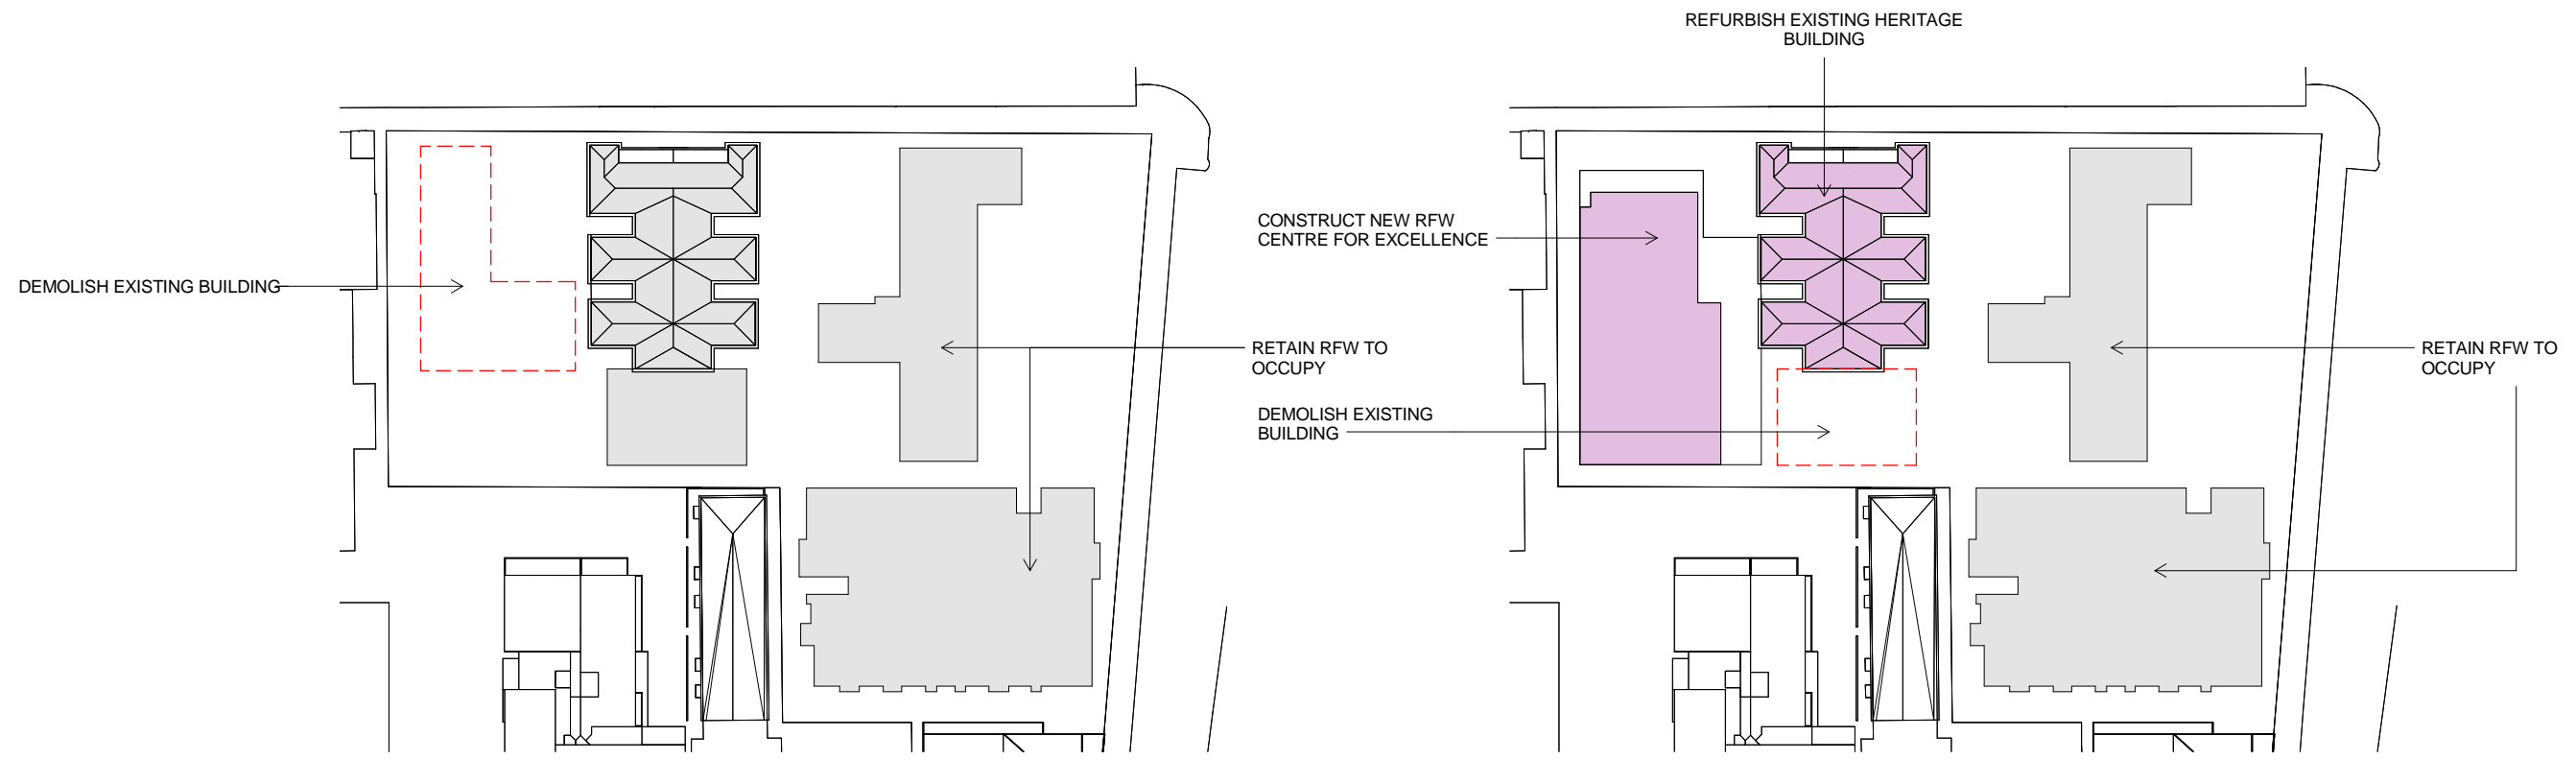 DEMOLISH EXISTING BUILDING
RETAIN RFW TO
OCCUPY
REFURBISH EXISTING HERITAGE
BUILDING
CONSTRUCT NEW RFW
CENTRE FOR EXCELLENCE
DEMOLISH EXISTING
BUILDING
RETAIN RFW TO
OCCUPY